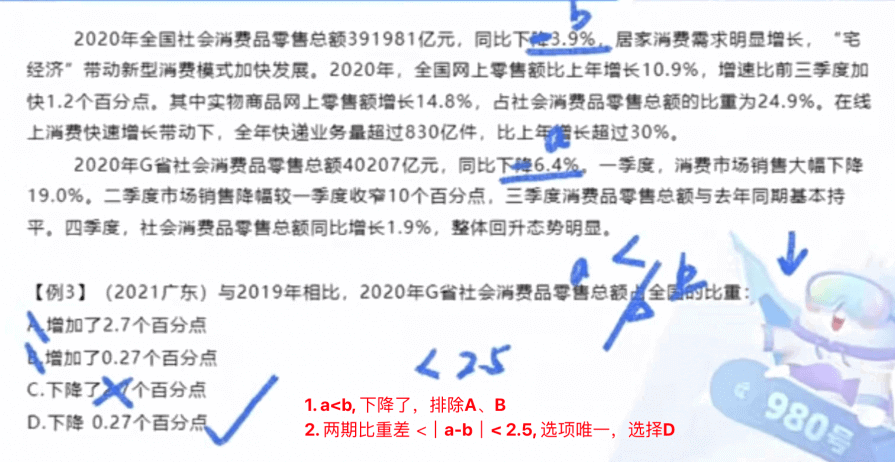 b
2020年全国社会消费品零售总额391981亿元，同比下降3.9%，居家消费需求明显增长，“宅
经济”带动新型消费模式加快发展。2020年，全国网上零售额比上年增长10.9%，增速比前三季度加
快1.2个百分点。其中实物商品网上零售额增长14.8%，占社会消费品零售总额的比重为24.9%。在线
上消费快速增长带动下，全年快递业务量超过830亿件，比上年增长超过30%。
a
2020年G省社会消费品零售总额40207亿元，同比下降6.4%。一季度，消费市场销售大幅下降
19.0%。二季度市场销售降幅较一季度收窄10个百分点，三季度消费品零售总额与去年同期基本持
平。四季度，社会消费品零售总额同比增长1.9%，整体回升态势明显。
a < b
【例3】（2021广东）与2019年相比，2020年G省社会消费品零售总额占全国的比重：
A.增加了2.7个百分点
B.增加了0.27个百分点
C.下降了2.7个百分点
D.下降 0.27个百分点
< 2.5
1. a<b, 下降了，排除A、B
2. 两期比重差 <｜a-b｜< 2.5, 选项唯一，选择D
980号